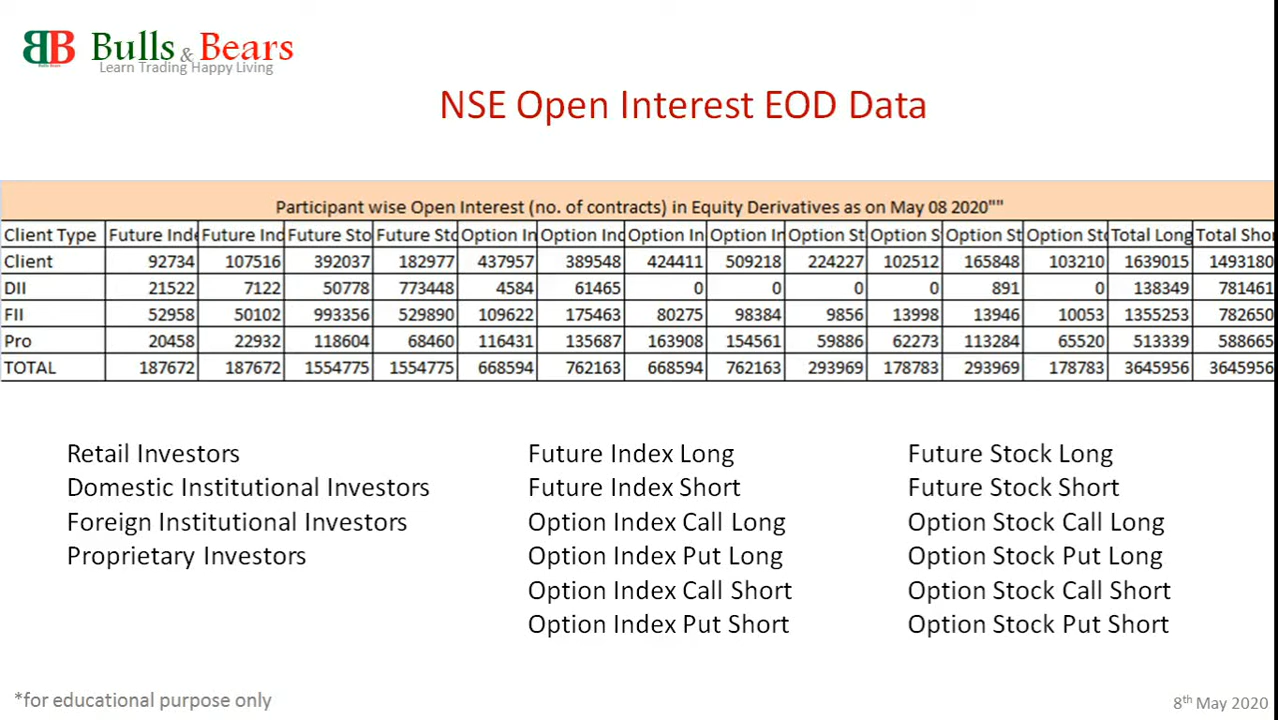 BB Bulls & Bears
Bulls Bears
Learn Trading Happy Living
NSE Open Interest EOD Data
Participant wise Open Interest (no. of contracts) in Equity Derivatives as on May 08 2020""
Client Type Future Inde Future Inc Future Sto Future Sto Option In Option Ind Option In Option In Option St Option S Option St Option Sto Total Long Total Shor
Client 92734 107516 392037 182977 437957 389548 424411 509218 224227 102512 165848 103210 1639015 1493180
DII 21522 7122 50778 773448 4584 61465 0 0 0 0 891 0 138349 781461
FII 52958 50102 993356 529890 109622 175463 80275 98384 9856 13998 13946 10053 1355253 782650
Pro 20458 22932 118604 68460 116431 135687 163908 154561 59886 62273 113284 65520 513339 588665
TOTAL 187672 187672 1554775 1554775 668594 762163 668594 762163 293969 178783 293969 178783 3645956 3645956
Retail Investors
Domestic Institutional Investors
Foreign Institutional Investors
Proprietary Investors
Future Index Long
Future Index Short
Option Index Call Long
Option Index Put Long
Option Index Call Short
Option Index Put Short
Future Stock Long
Future Stock Short
Option Stock Call Long
Option Stock Put Long
Option Stock Call Short
Option Stock Put Short
*for educational purpose only
8th May 2020